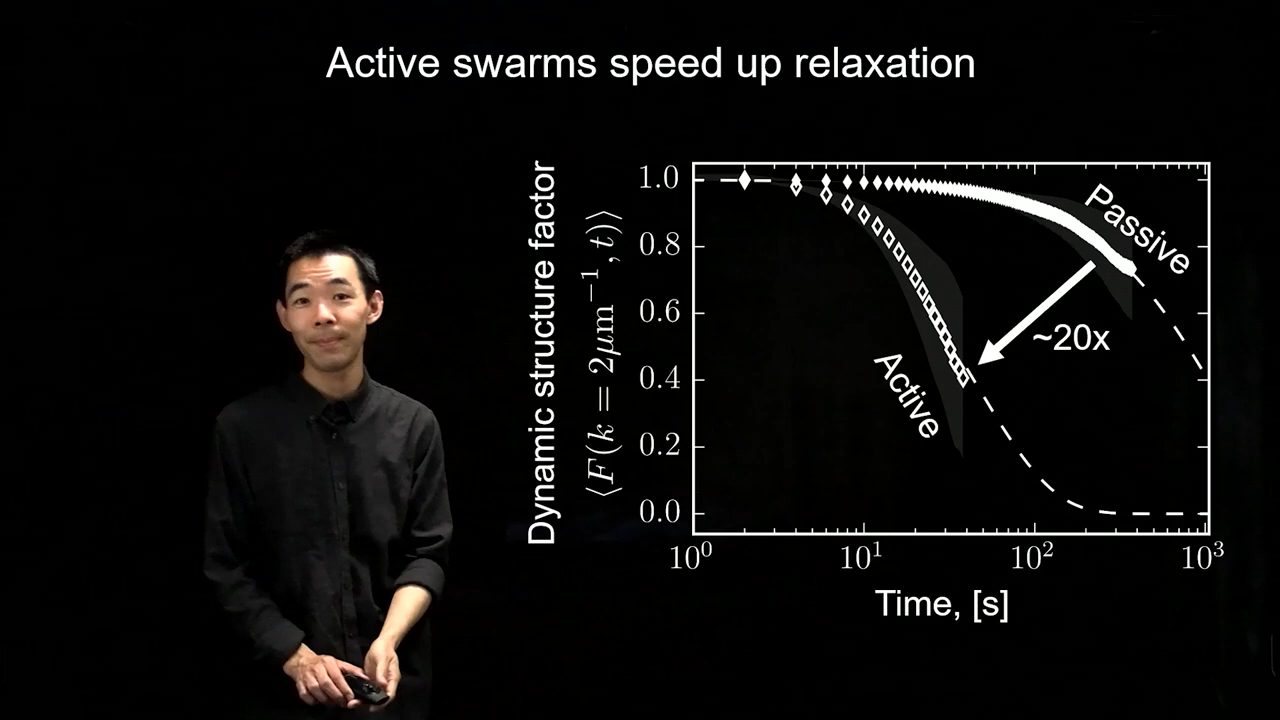 Active swarms speed up relaxation
Dynamic structure factor
⟨F(k = 2μm⁻¹, t)⟩
1.0
0.8
0.6
0.4
0.2
0.0
Passive
~20x
Active
10⁰ 10¹ 10² 10³
Time, [s]